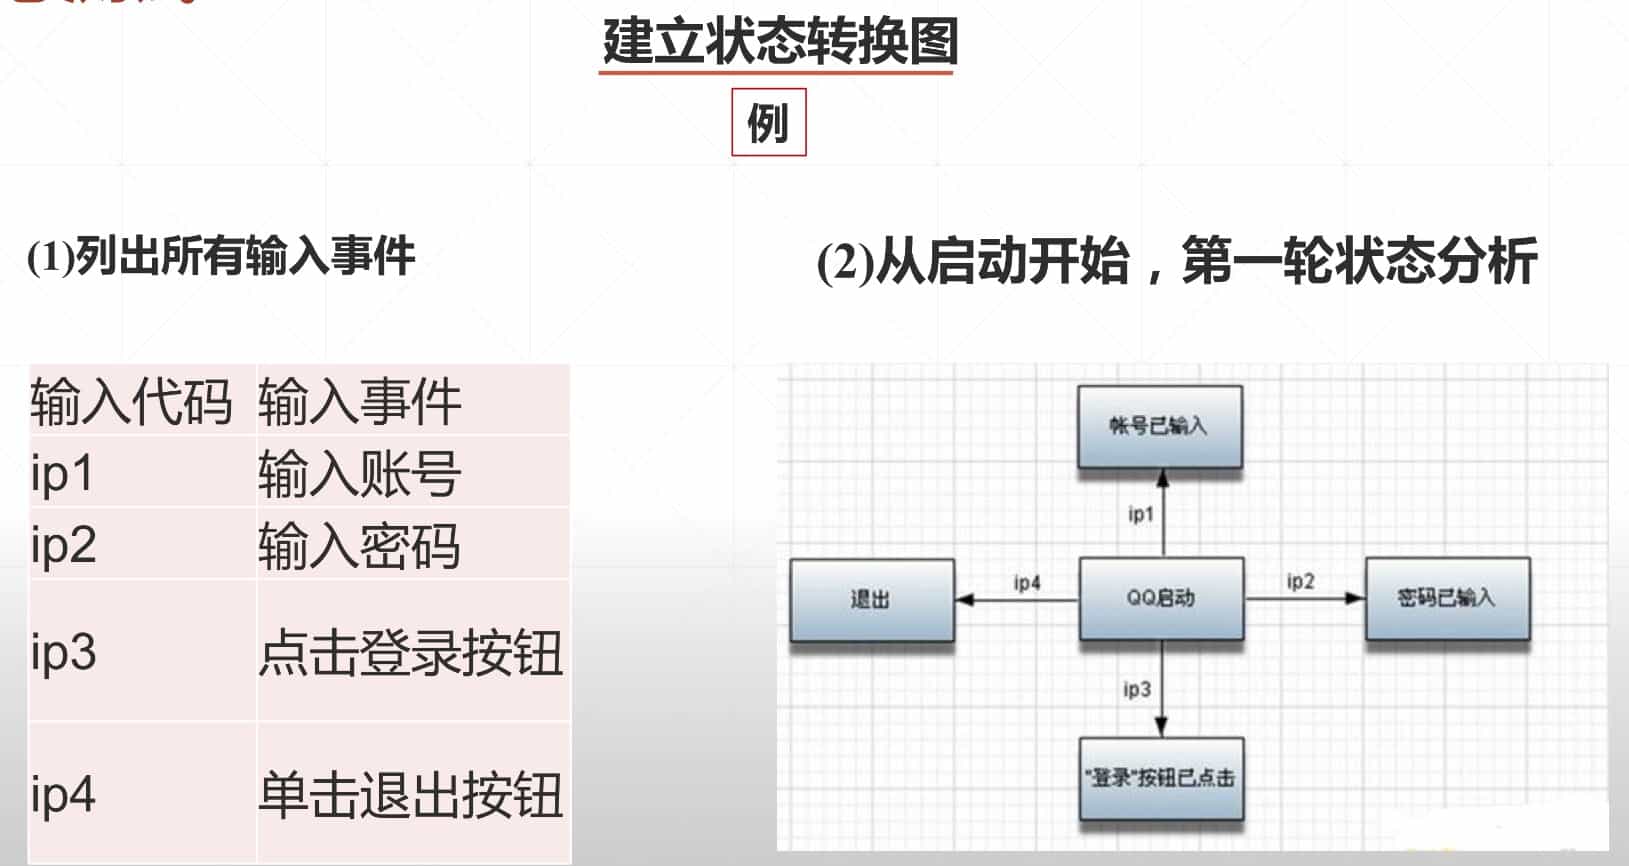 建立状态转换图
例
(1)列出所有输入事件
(2)从启动开始，第一轮状态分析
输入代码 输入事件
ip1 输入账号
ip2 输入密码
ip3 点击登录按钮
ip4 单击退出按钮
帐号已输入
ip1
退出
ip4
QQ启动
ip2
密码已输入
ip3
"登录"按钮已点击